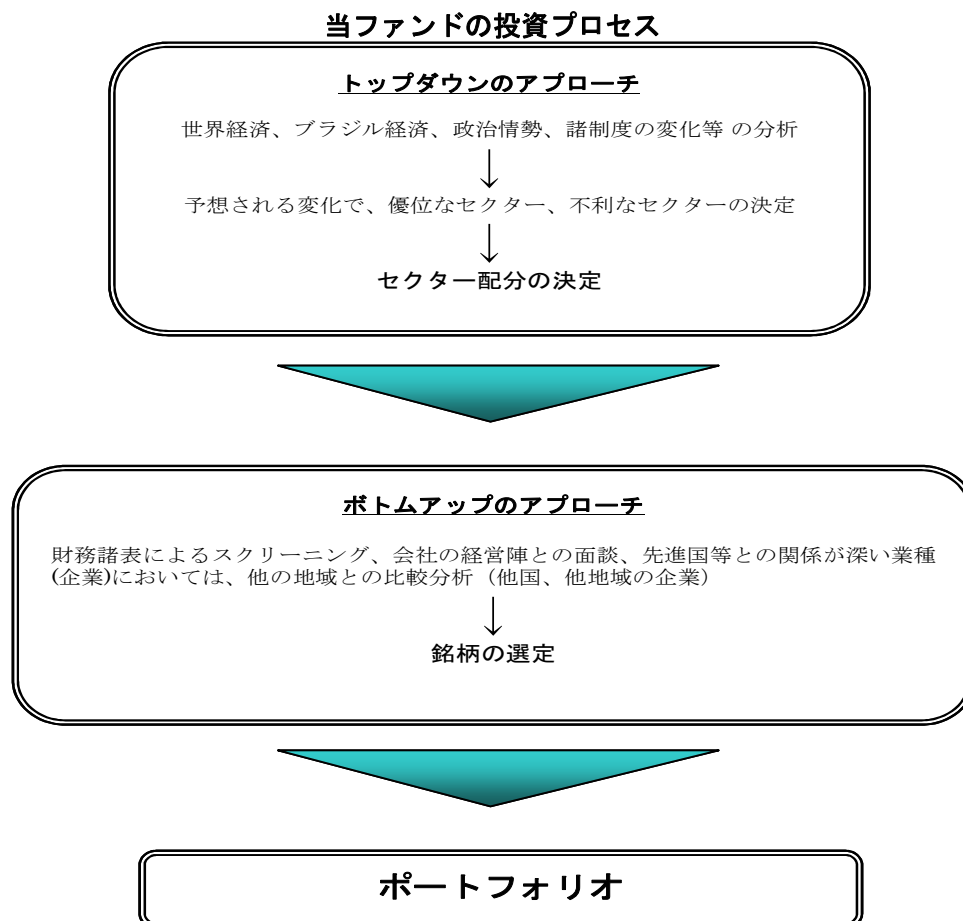 当ファンドの投資プロセス
トップダウンのアプローチ
世界経済、ブラジル経済、政治情勢、諸制度の変化等 の分析
↓
予想される変化で、優位なセクター、不利なセクターの決定
↓
セクター配分の決定
ボトムアップのアプローチ
財務諸表によるスクリーニング、会社の経営陣との面談、先進国等との関係が深い業種
(企業)においては、他の地域との比較分析（他国、他地域の企業）
↓
銘柄の選定
ポートフォリオ